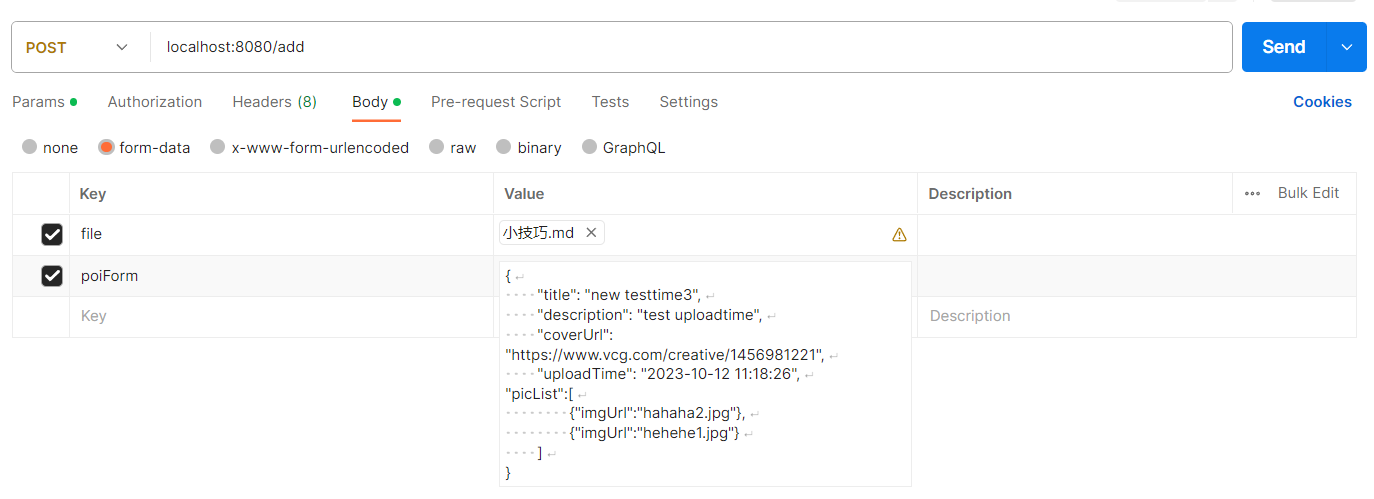 POST localhost:8080/add Send
Params Authorization Headers (8) Body Pre-request Script Tests Settings Cookies
none form-data x-www-form-urlencoded raw binary GraphQL
Key Value Description ••• Bulk Edit
file 小技巧.md
poiForm
{
"title": "new testtime3",
"description": "test uploadtime",
"coverUrl":
"https://www.vcg.com/creative/1456981221",
"uploadTime": "2023-10-12 11:18:26",
"picList":[
{"imgUrl":"hahaha2.jpg"},
{"imgUrl":"hehehe1.jpg"}
]
}
Key Description